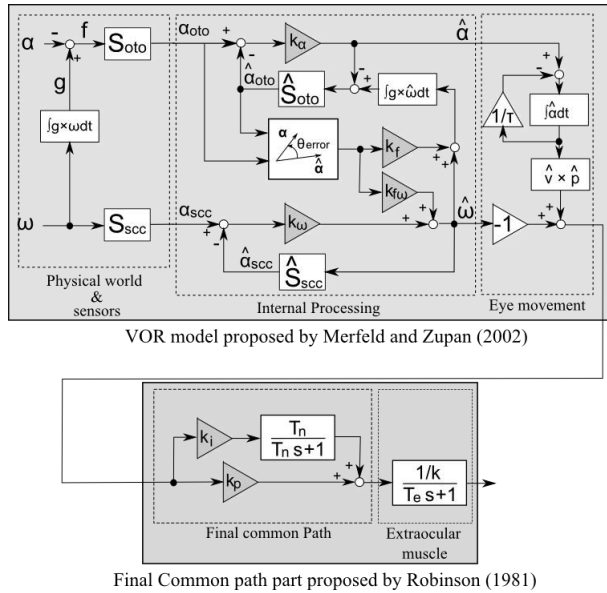 α
f
S_oto
α_oto
k_α
α̂
g
α̂_oto
Ŝ_oto
∫g×ω̂dt
1/τ
∫α̂dt
∫g×ωdt
α
θ_error
α̂
k_f
k_fω
v̂ × p̂
ω
S_scc
α_scc
k_ω
ω̂
-1
α̂_scc
Ŝ_scc
Physical world
&
sensors
Internal Processing
Eye movement
VOR model proposed by Merfeld and Zupan (2002)
k_i
T_n
T_n s+1
k_p
1/k
T_e s+1
Final common Path
Extraocular
muscle
Final Common path part proposed by Robinson (1981)